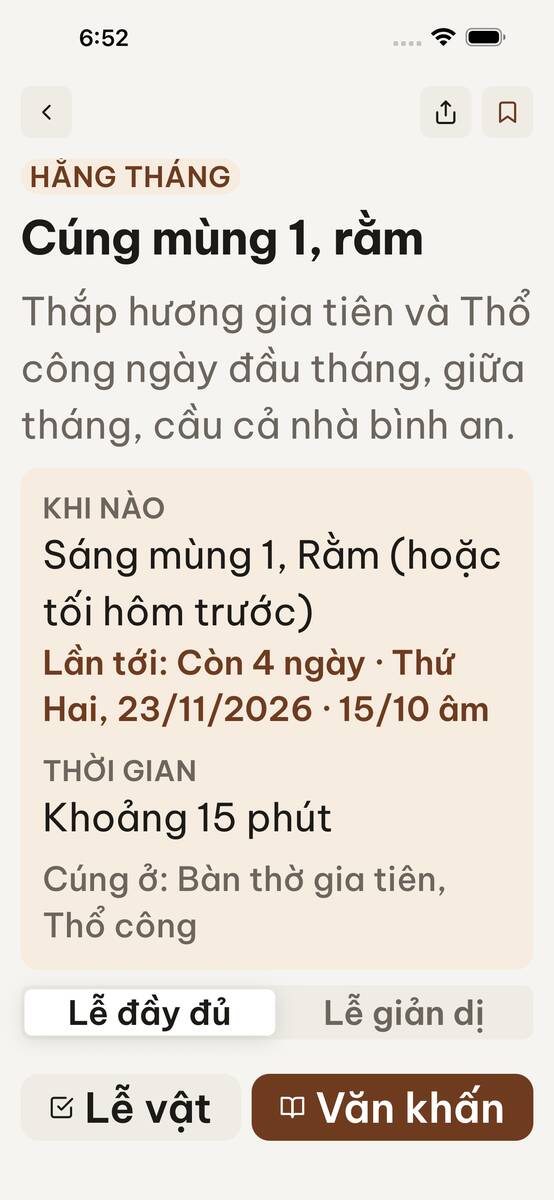 6:52
HẰNG THÁNG
Cúng mùng 1, rằm
Thắp hương gia tiên và Thổ
công ngày đầu tháng, giữa
tháng, cầu cả nhà bình an.
KHI NÀO
Sáng mùng 1, Rằm (hoặc
tối hôm trước)
Lần tới: Còn 4 ngày · Thứ
Hai, 23/11/2026 · 15/10 âm
THỜI GIAN
Khoảng 15 phút
Cúng ở: Bàn thờ gia tiên,
Thổ công
Lễ đầy đủ
Lễ giản dị
Lễ vật
Văn khấn